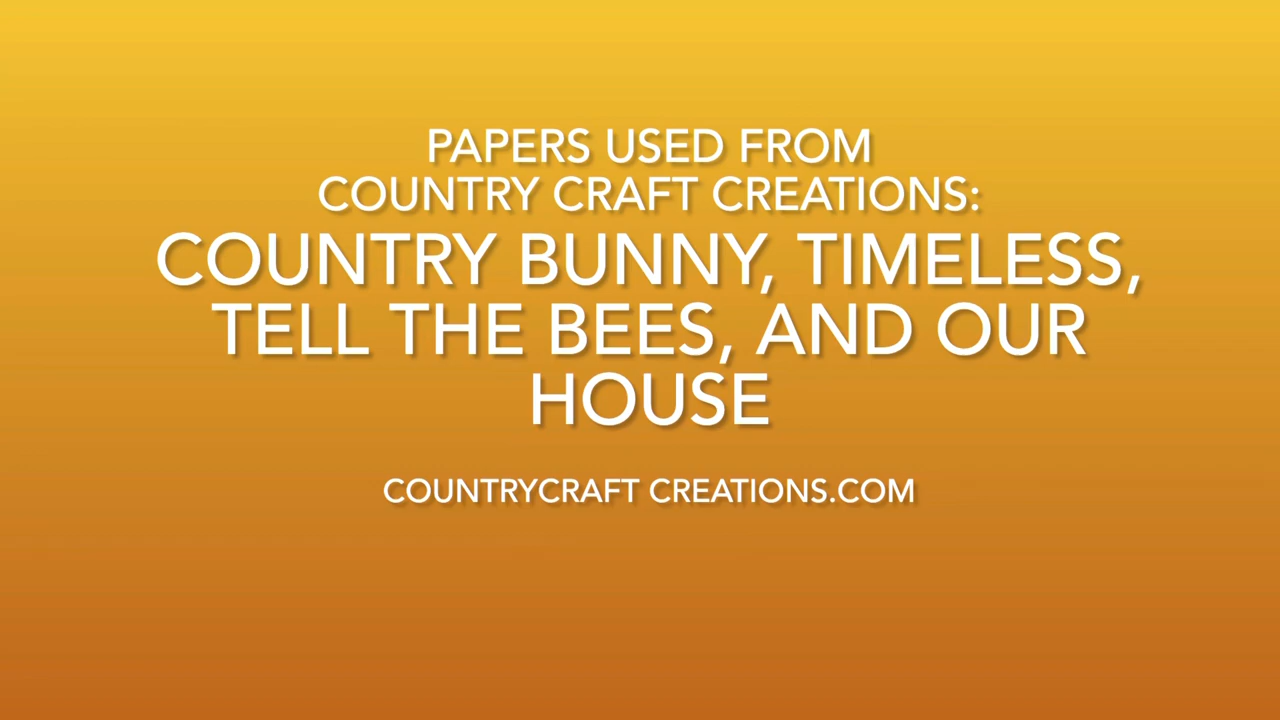 PAPERS USED FROM
COUNTRY CRAFT CREATIONS:
COUNTRY BUNNY, TIMELESS,
TELL THE BEES, AND OUR
HOUSE
COUNTRYCRAFT CREATIONS.COM